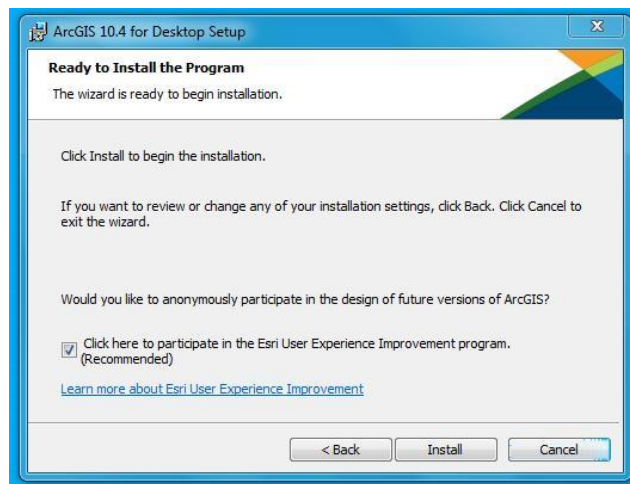 ArcGIS 10.4 for Desktop Setup
Ready to Install the Program
The wizard is ready to begin installation.
Click Install to begin the installation.
If you want to review or change any of your installation settings, click Back. Click Cancel to
exit the wizard.
Would you like to anonymously participate in the design of future versions of ArcGIS?
Click here to participate in the Esri User Experience Improvement program.
(Recommended)
Learn more about Esri User Experience Improvement
< Back Install Cancel